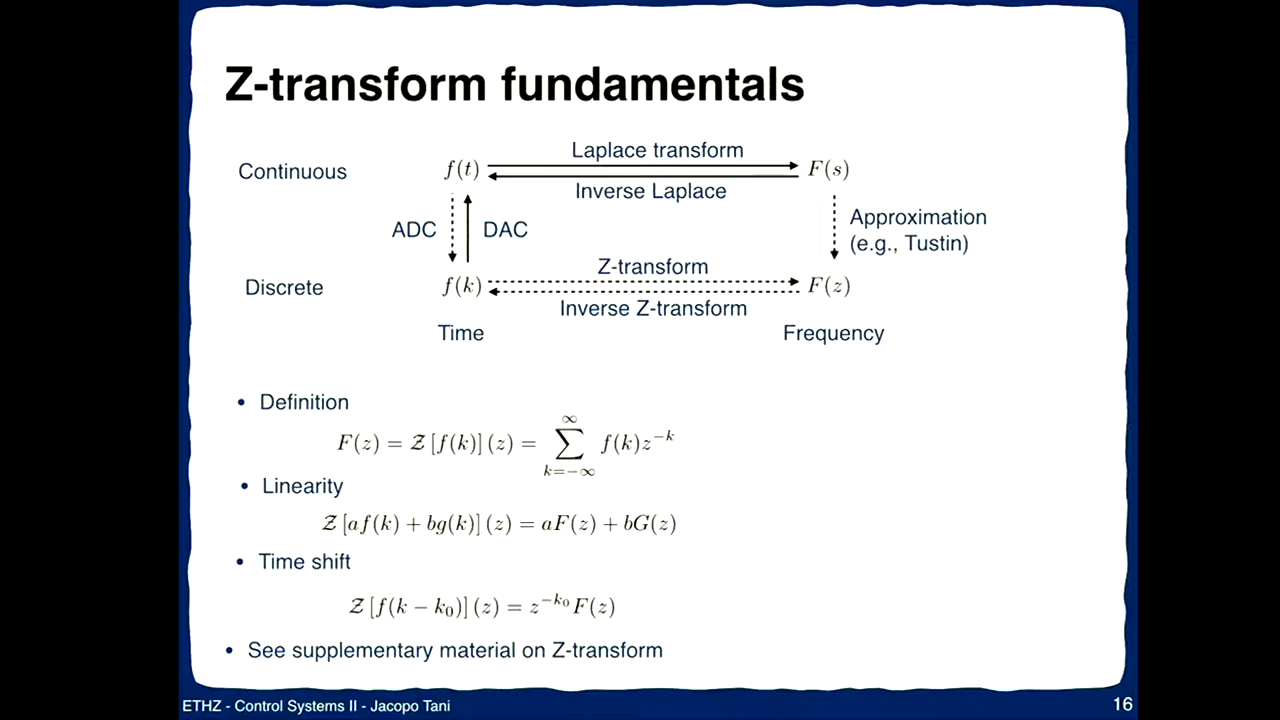 Z-transform fundamentals
Laplace transform
Continuous f(t) F(s)
Inverse Laplace
ADC DAC
Approximation
(e.g., Tustin)
Z-transform
Discrete f(k) F(z)
Inverse Z-transform
Time Frequency
• Definition
F(z) = 𝒵 [f(k)] (z) = ∑_{k=−∞}^{∞} f(k)z^{−k}
• Linearity
𝒵 [af(k) + bg(k)] (z) = aF(z) + bG(z)
• Time shift
𝒵 [f(k − k₀)] (z) = z^{−k₀} F(z)
• See supplementary material on Z-transform
ETHZ - Control Systems II - Jacopo Tani 16